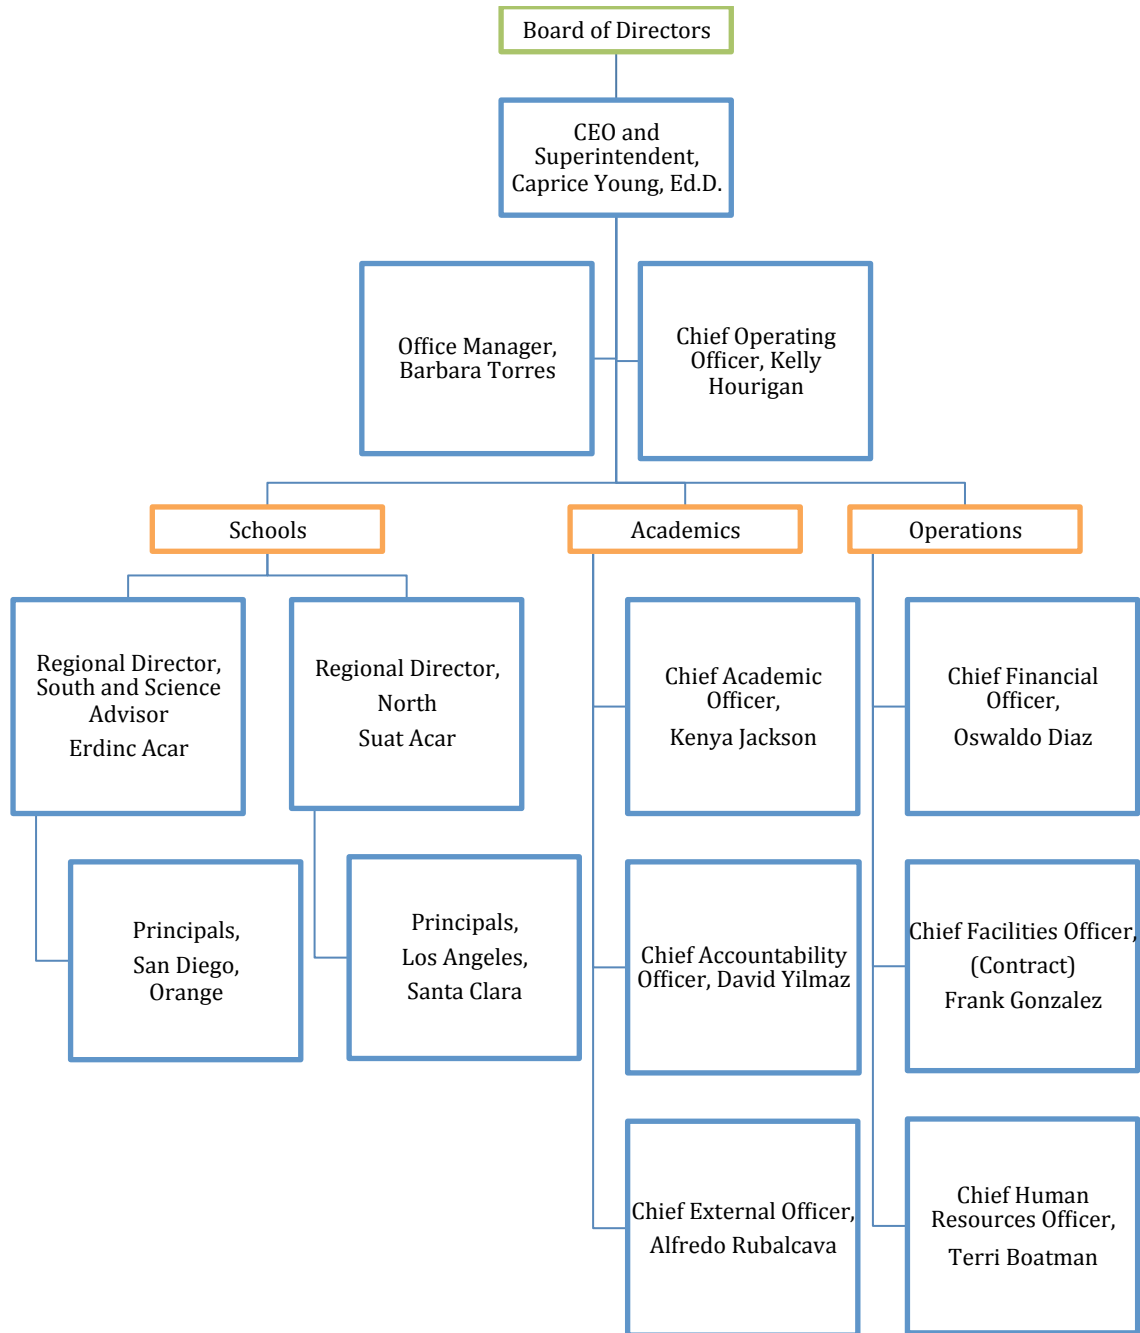 Board of Directors
CEO and
Superintendent,
Caprice Young, Ed.D.
Office Manager,
Barbara Torres
Chief Operating
Officer, Kelly
Hourigan
Schools
Academics
Operations
Regional Director,
South and Science
Advisor
Erdinc Acar
Regional Director,
North
Suat Acar
Chief Academic
Officer,
Kenya Jackson
Chief Financial
Officer,
Oswaldo Diaz
Principals,
San Diego,
Orange
Principals,
Los Angeles,
Santa Clara
Chief Accountability
Officer, David Yilmaz
Chief Facilities Officer,
(Contract)
Frank Gonzalez
Chief External Officer,
Alfredo Rubalcava
Chief Human
Resources Officer,
Terri Boatman